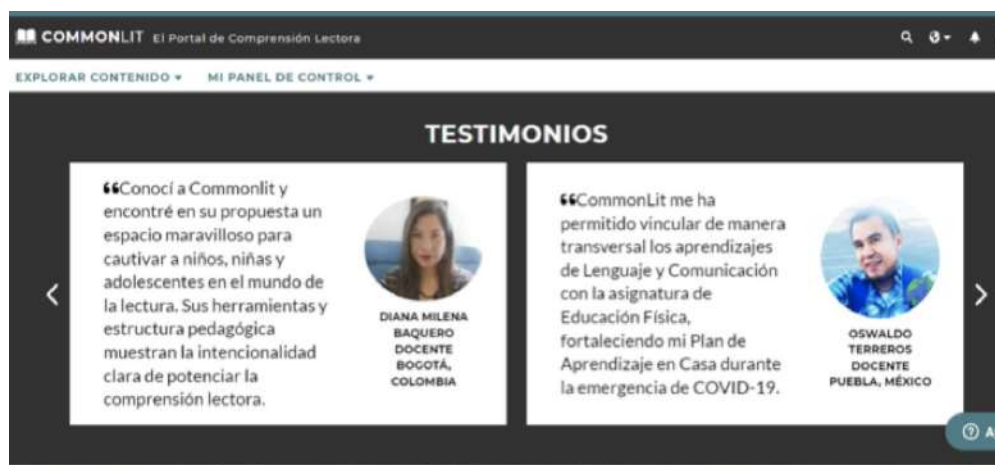 COMMONLIT El Portal de Comprensión Lectora
EXPLORAR CONTENIDO MI PANEL DE CONTROL
TESTIMONIOS
“Conocí a Commonlit y
encontré en su propuesta un
espacio maravilloso para
cautivar a niños, niñas y
adolescentes en el mundo de
la lectura. Sus herramientas y
estructura pedagógica
muestran la intencionalidad
clara de potenciar la
comprensión lectora.
DIANA MILENA
BAQUERO
DOCENTE
BOGOTÁ,
COLOMBIA
“CommonLit me ha
permitido vincular de manera
transversal los aprendizajes
de Lenguaje y Comunicación
con la asignatura de
Educación Física,
fortaleciendo mi Plan de
Aprendizaje en Casa durante
la emergencia de COVID-19.
OSWALDO
TERREROS
DOCENTE
PUEBLA, MÉXICO